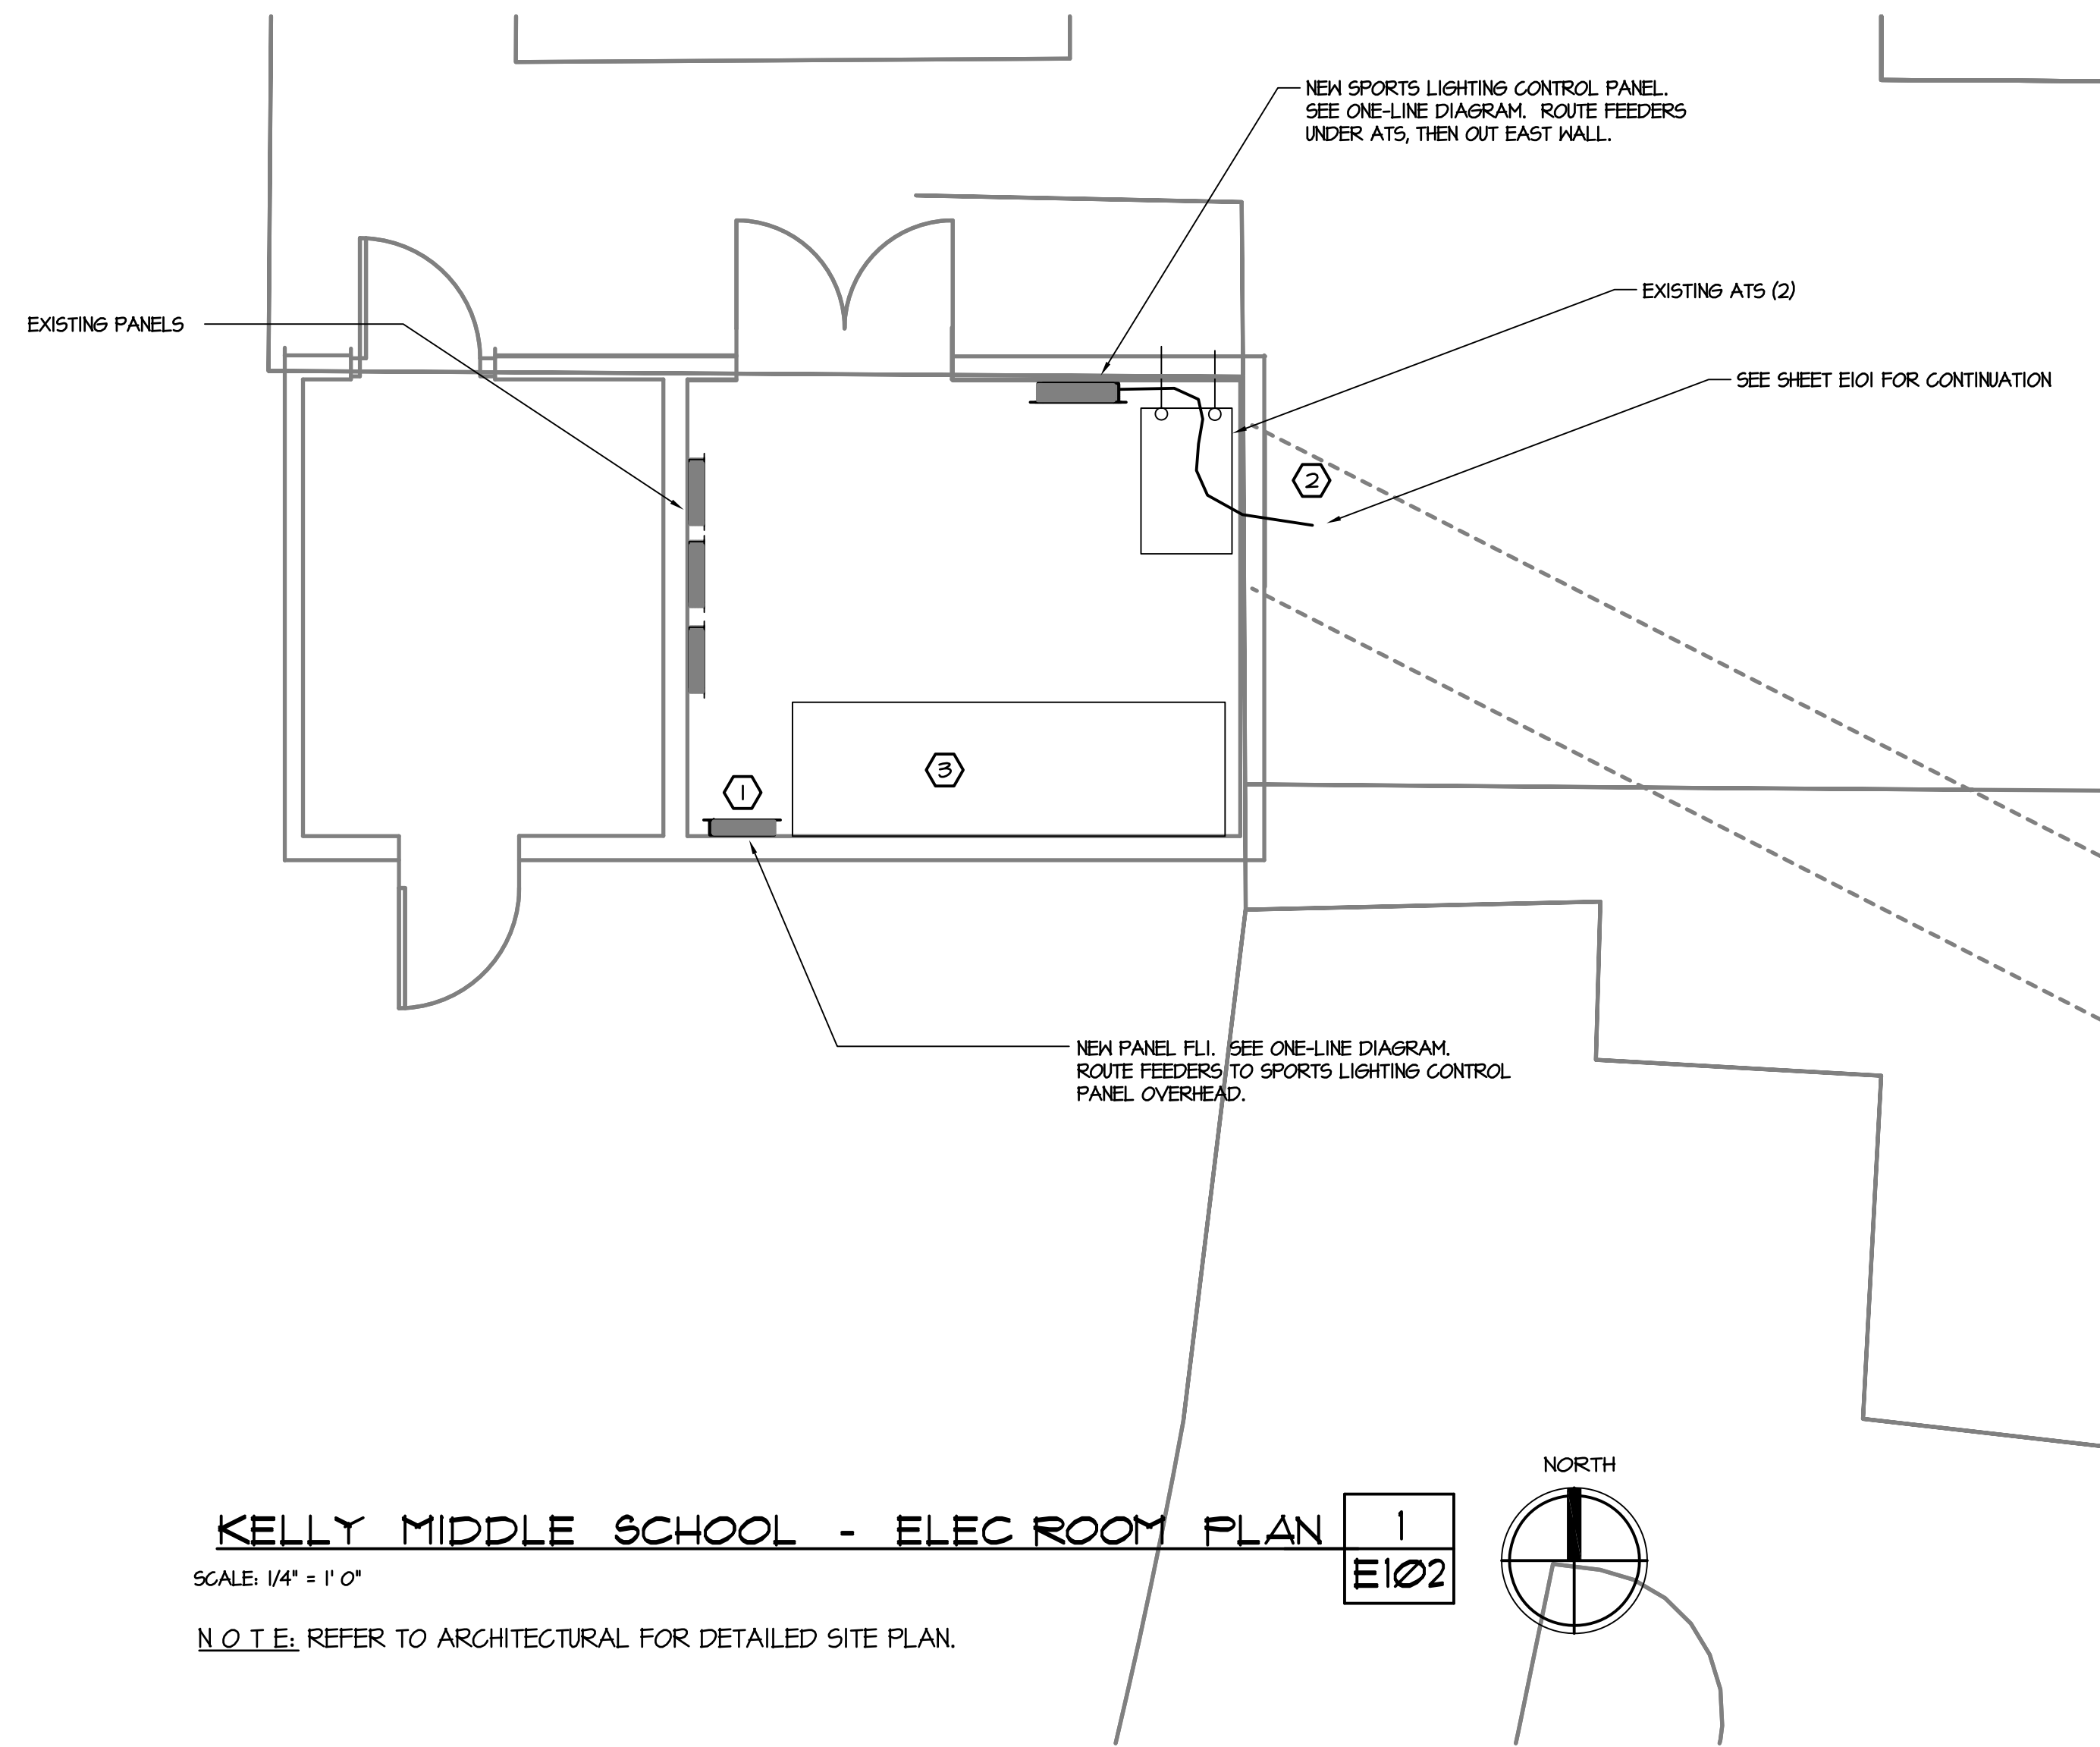 NEW SPORTS LIGHTING CONTROL PANEL.
SEE ONE-LINE DIAGRAM. ROUTE FEEDERS
UNDER ATS, THEN OUT EAST WALL.
EXISTING ATS (2)
EXISTING PANELS
SEE SHEET E101 FOR CONTINUATION
2
3
1
NEW PANEL FL1. SEE ONE-LINE DIAGRAM.
ROUTE FEEDERS TO SPORTS LIGHTING CONTROL
PANEL OVERHEAD.
NORTH
KELLY MIDDLE SCHOOL - ELEC ROOM PLAN
1
E1Ø2
SCALE: 1/4" = 1' 0"
N O T E: REFER TO ARCHITECTURAL FOR DETAILED SITE PLAN.